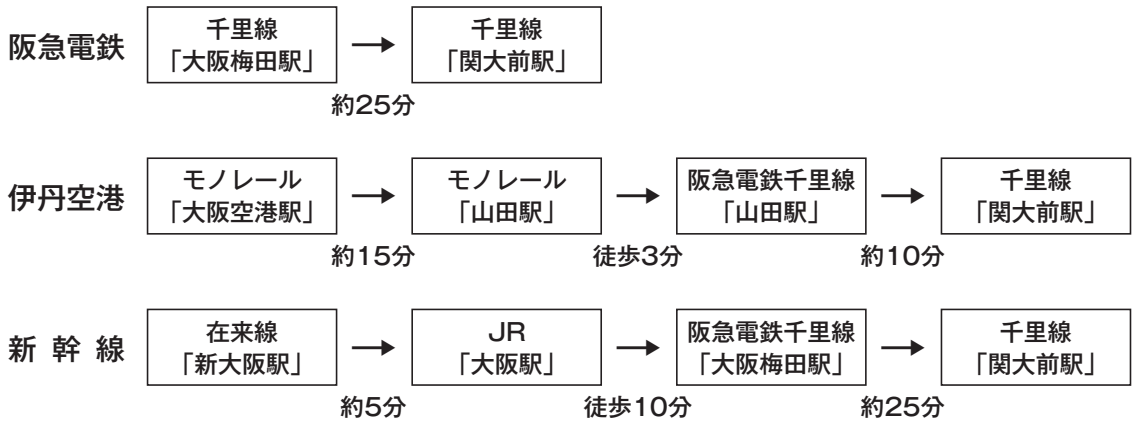 阪急電鉄
千里線
「大阪梅田駅」
→
千里線
「関大前駅」
約25分
伊丹空港
モノレール
「大阪空港駅」
→
モノレール
「山田駅」
→
阪急電鉄千里線
「山田駅」
→
千里線
「関大前駅」
約15分
徒歩3分
約10分
新幹線
在来線
「新大阪駅」
→
JR
「大阪駅」
→
阪急電鉄千里線
「大阪梅田駅」
→
千里線
「関大前駅」
約5分
徒歩10分
約25分